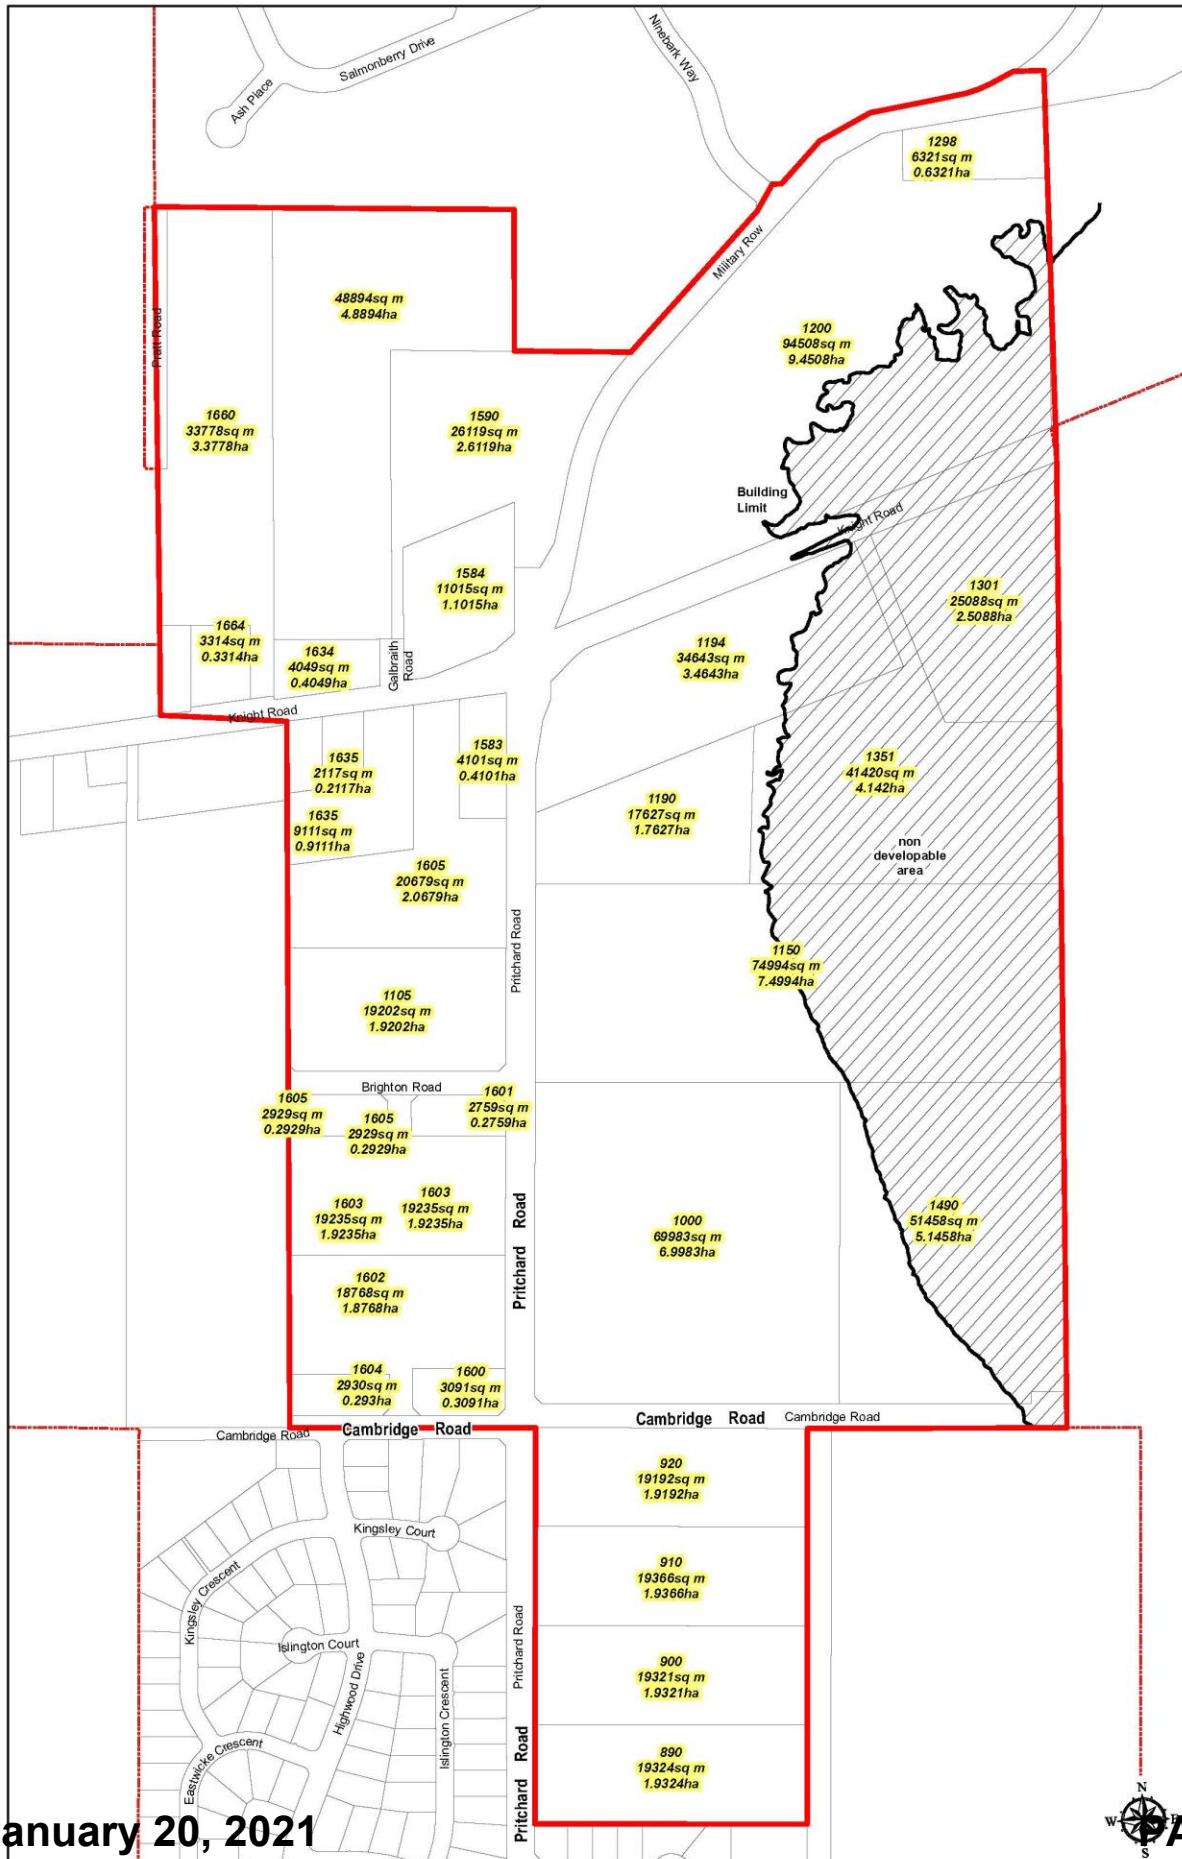 Salmonberry Drive
Ash Place
Ninebark Way
1298
6321sq m
0.6321ha
Military Row
48894sq m
4.8894ha
Pratt Road
1200
94508sq m
9.4508ha
1660
33778sq m
3.3778ha
1590
26119sq m
2.6119ha
Building
Limit
Knight Road
1584
11015sq m
1.1015ha
1301
25088sq m
2.5088ha
1664
3314sq m
0.3314ha
1634
4049sq m
0.4049ha
Galbraith
Road
1194
34643sq m
3.4643ha
Knight Road
1635
2117sq m
0.2117ha
1583
4101sq m
0.4101ha
1351
41420sq m
4.142ha
1635
9111sq m
0.9111ha
1190
17627sq m
1.7627ha
non
developable
area
1605
20679sq m
2.0679ha
Pritchard Road
1150
74994sq m
7.4994ha
1105
19202sq m
1.9202ha
Brighton Road
1605
2929sq m
0.2929ha
1605
2929sq m
0.2929ha
1601
2759sq m
0.2759ha
1603
19235sq m
1.9235ha
1603
19235sq m
1.9235ha
Pritchard Road
1000
69983sq m
6.9983ha
1490
51458sq m
5.1458ha
1602
18768sq m
1.8768ha
1604
2930sq m
0.293ha
1600
3091sq m
0.3091ha
Cambridge Road
Cambridge Road
Cambridge Road
Cambridge Road
920
19192sq m
1.9192ha
Kingsley Court
Kingsley Crescent
910
19366sq m
1.9366ha
Islington Court
Pritchard Road
900
19321sq m
1.9321ha
Highwood Drive
Islington Crescent
Eastwicke Crescent
Pritchard Road
890
19324sq m
1.9324ha
N
W
S
anuary 20, 2021
PA